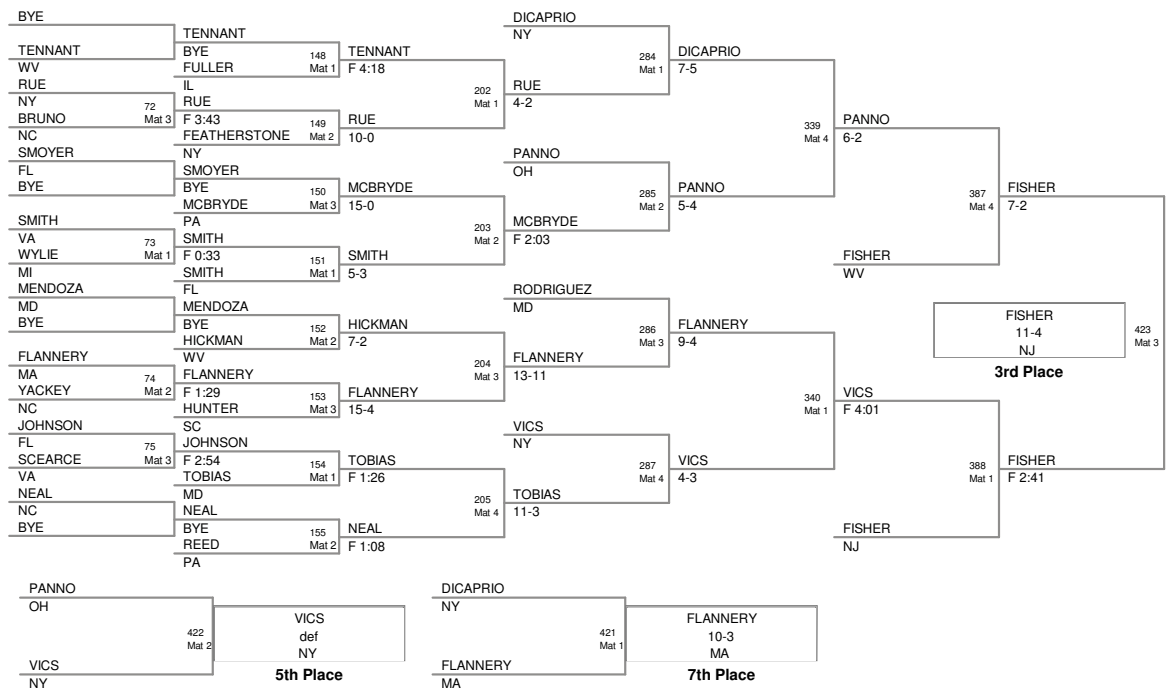 BYE
TENNANT
WV
RUE
NY
BRUNO
NC
SMOYER
FL
BYE
SMITH
VA
WYLIE
MI
MENDOZA
MD
BYE
FLANNERY
MA
YACKEY
NC
JOHNSON
FL
SCEARCE
VA
NEAL
NC
BYE
72
Mat 3
73
Mat 1
74
Mat 2
75
Mat 3
TENNANT
BYE
FULLER
IL
RUE
F 3:43
FEATHERSTONE
NY
SMOYER
BYE
MCBRYDE
PA
SMITH
F 0:33
SMITH
FL
MENDOZA
BYE
HICKMAN
WV
FLANNERY
F 1:29
HUNTER
SC
JOHNSON
F 2:54
TOBIAS
MD
NEAL
BYE
REED
PA
148
Mat 1
149
Mat 2
150
Mat 3
151
Mat 1
152
Mat 2
153
Mat 3
154
Mat 1
155
Mat 2
TENNANT
F 4:18
RUE
10-0
MCBRYDE
15-0
SMITH
5-3
HICKMAN
7-2
FLANNERY
15-4
TOBIAS
F 1:26
NEAL
F 1:08
202
Mat 1
203
Mat 2
204
Mat 3
205
Mat 4
DICAPRIO
NY
RUE
4-2
PANNO
OH
MCBRYDE
F 2:03
RODRIGUEZ
MD
FLANNERY
13-11
VICS
NY
TOBIAS
11-3
284
Mat 1
285
Mat 2
286
Mat 3
287
Mat 4
DICAPRIO
7-5
PANNO
5-4
FLANNERY
9-4
VICS
4-3
339
Mat 4
340
Mat 1
PANNO
6-2
FISHER
WV
VICS
F 4:01
FISHER
NJ
387
Mat 4
388
Mat 1
FISHER
7-2
FISHER
F 2:41
FISHER
11-4
NJ
423
Mat 3
3rd Place
PANNO
OH
VICS
NY
422
Mat 2
VICS
def
NY
5th Place
DICAPRIO
NY
FLANNERY
MA
421
Mat 1
FLANNERY
10-3
MA
7th Place